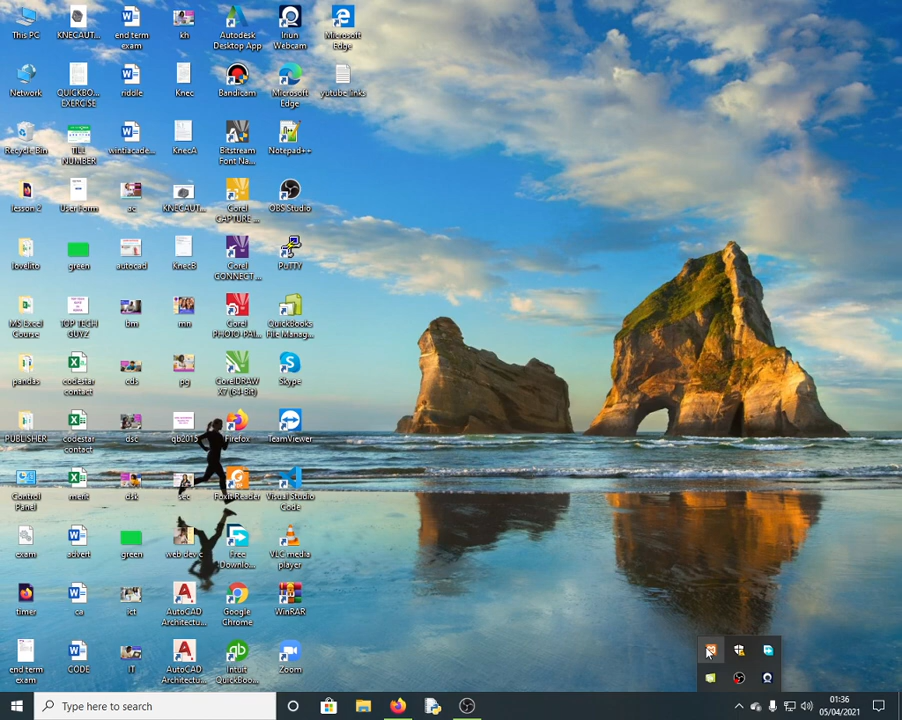 This PC
KNECAUT...
end term
exam
kh
Autodesk
Desktop App
Iriun
Webcam
Microsoft
Edge
Network
QUICKBO...
EXERCISE
riddle
Knec
Bandicam
Microsoft
Edge
yutube links
Recycle Bin
TILL
NUMBER
wintiacade...
KnecA
Bitstream
Font Na...
Notepad++
lesson 2
User Form
ac
KNECAUT...
Corel
CAPTURE ...
OBS Studio
lovelito
green
autocad
KnecB
Corel
CONNECT ...
PuTTY
MS Excel
Course
TOP TECH
GUYZ
bm
mn
Corel
PHOTO-PAI...
QuickBooks
File Manag...
pandas
codestar
contact
cds
pg
CorelDRAW
X7 (64-Bit)
Skype
PUBLISHER
codestar
contact
dsc
qb2015
Firefox
TeamViewer
Control
Panel
merit
dsk
sec
Foxit Reader
Visual Studio
Code
exam
advert
green
web dev c
Free
Downlo...
VLC media
player
timer
ca
ict
AutoCAD
Architectu...
Google
Chrome
WinRAR
end term
exam
CODE
IT
AutoCAD
Architectu...
Intuit
QuickBoo...
Zoom
Type here to search
01:36
05/04/2021